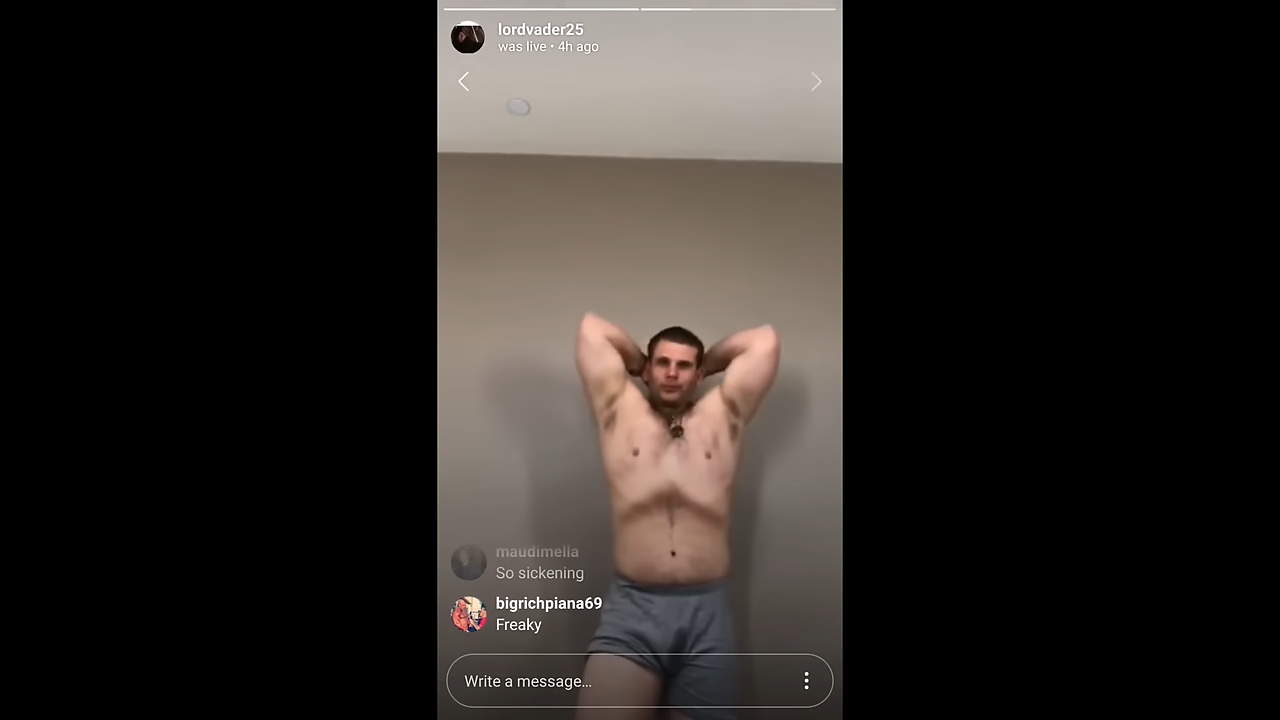 lordvader25
was live • 4h ago
maudimella
So sickening
bigrichpiana69
Freaky
Write a message...